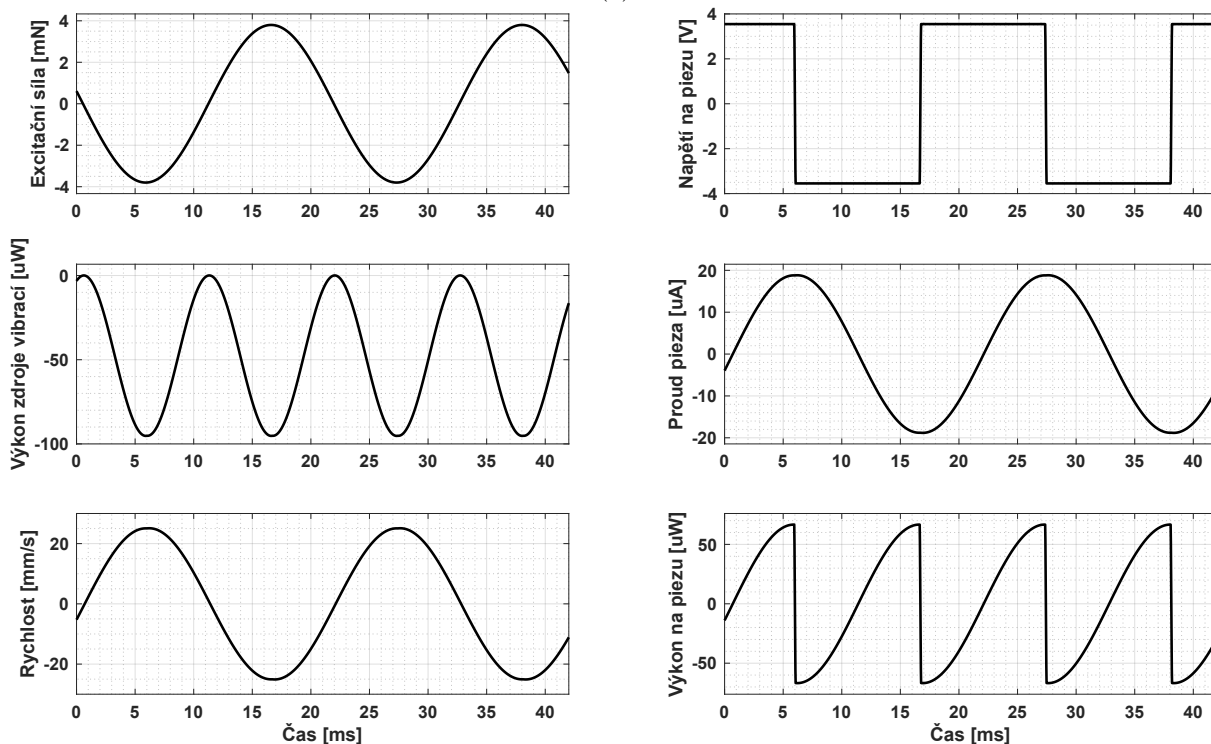 Excitační síla [mN]
4
2
0
-2
-4
0 5 10 15 20 25 30 35 40
Napětí na piezu [V]
4
2
0
-2
-4
0 5 10 15 20 25 30 35 40
Výkon zdroje vibrací [uW]
0
-50
-100
0 5 10 15 20 25 30 35 40
Proud pieza [uA]
20
10
0
-10
-20
0 5 10 15 20 25 30 35 40
Rychlost [mm/s]
20
0
-20
0 5 10 15 20 25 30 35 40
Čas [ms]
Výkon na piezu [uW]
50
0
-50
0 5 10 15 20 25 30 35 40
Čas [ms]